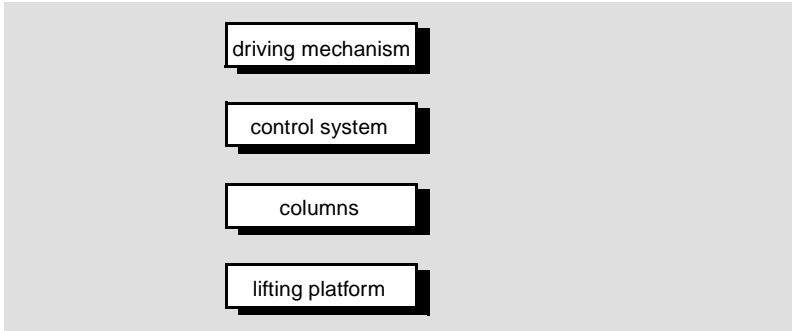 driving mechanism
control system
columns
lifting platform